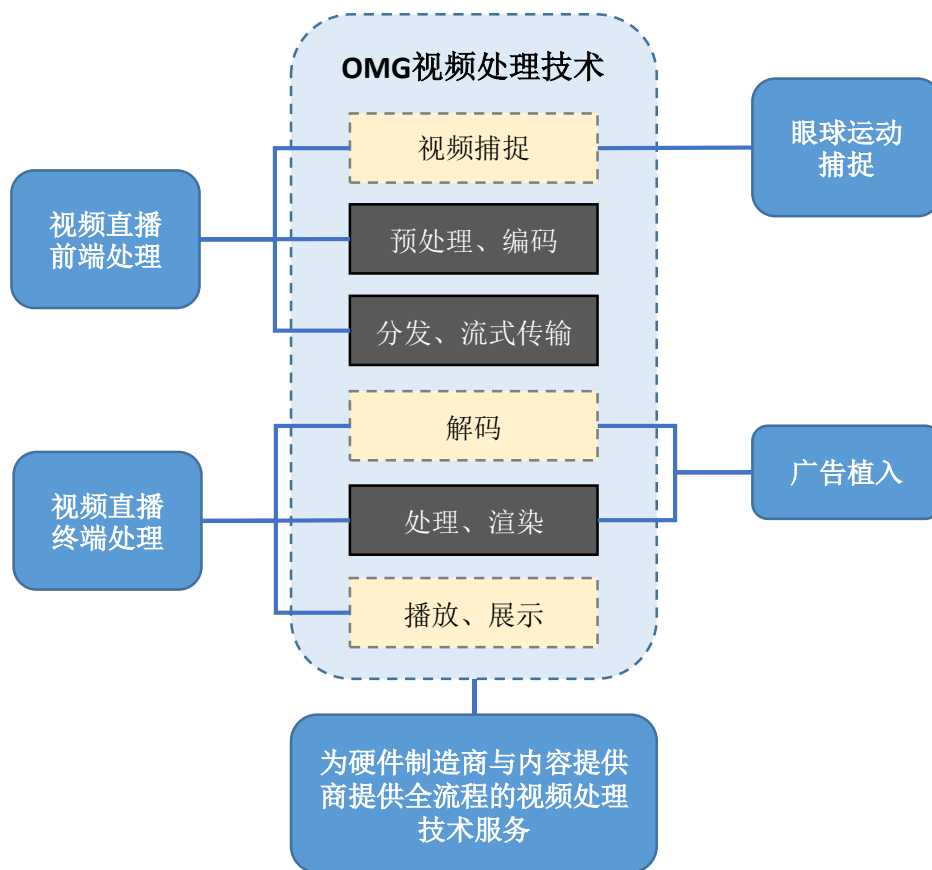 OMG视频处理技术
视频捕捉
预处理、编码
分发、流式传输
解码
处理、渲染
播放、展示
视频直播
前端处理
视频直播
终端处理
眼球运动
捕捉
广告植入
为硬件制造商与内容提供
商提供全流程的视频处理
技术服务